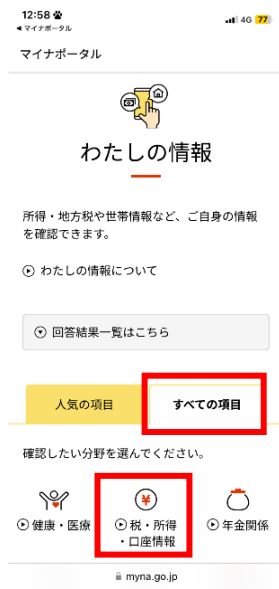 12:58
4G 77
◀ マイナポータル
マイナポータル
わたしの情報
所得・地方税や世帯情報など、ご自身の情報
を確認できます。
わたしの情報について
回答結果一覧はこちら
人気の項目 すべての項目
確認したい分野を選んでください。
健康・医療 税・所得 年金関係
・口座情報
myna.go.jp